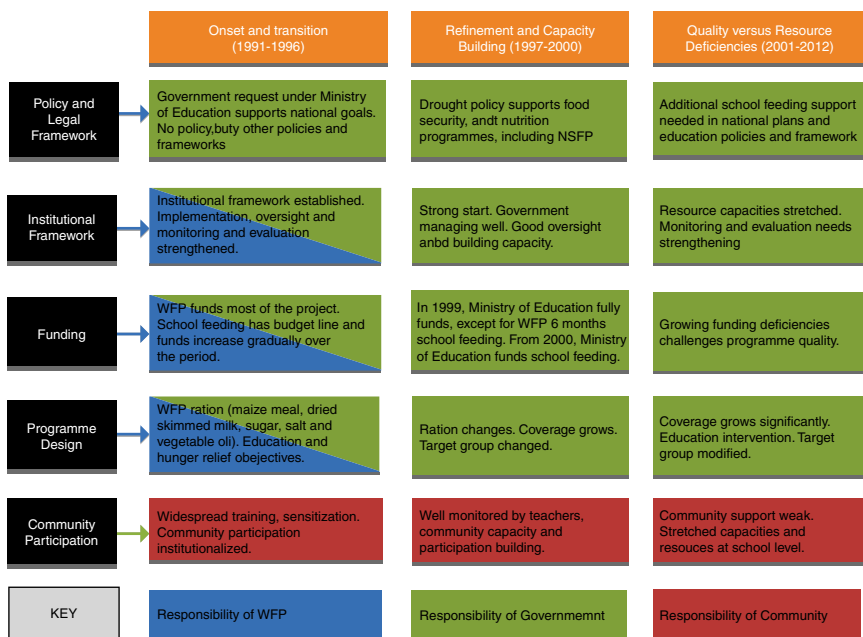 Onset and transition
(1991-1996)
Refinement and Capacity
Building (1997-2000)
Quality versus Resource
Deficiencies (2001-2012)
Policy and
Legal
Framework
Government request under Ministry
of Education supports national goals.
No policy,buty other policies and
frameworks
Drought policy supports food
security, andt nutrition
programmes, including NSFP
Additional school feeding support
needed in national plans and
education policies and framework
Institutional
Framework
Institutional framework established.
Implementation, oversight and
monitoring and evaluation
strengthened.
Strong start. Government
managing well. Good oversight
anbd building capacity.
Resource capacities stretched.
Monitoring and evaluation needs
strengthening
Funding
WFP funds most of the project.
School feeding has budget line and
funds increase gradually over
the period.
In 1999, Ministry of Education fully
funds, except for WFP 6 months
school feeding. From 2000, Ministry
of Education funds school feeding.
Growing funding deficiencies
challenges programme quality.
Programme
Design
WFP ration (maize meal, dried
skimmed milk, sugar, salt and
vegetable oli). Education and
hunger relief obejectives.
Ration changes. Coverage grows.
Target group changed.
Coverage grows significantly.
Education intervention. Target
group modified.
Community
Participation
Widespread training, sensitization.
Community participation
institutionalized.
Well monitored by teachers,
community capacity and
participation building.
Community support weak.
Stretched capacities and
resouces at school level.
KEY
Responsibility of WFP
Responsibility of Governmemnt
Responsibility of Community